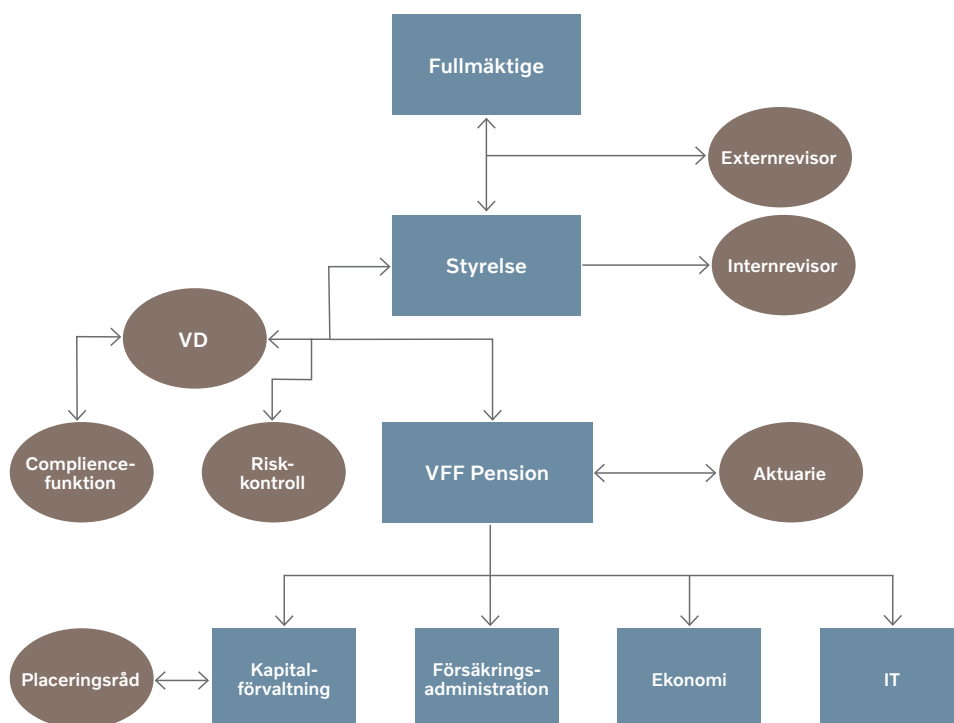 Fullmäktige
Externrevisor
Styrelse
Internrevisor
VD
Complience-
funktion
Risk-
kontroll
VFF Pension
Aktuarie
Placeringsråd
Kapital-
förvaltning
Försäkrings-
administration
Ekonomi
IT